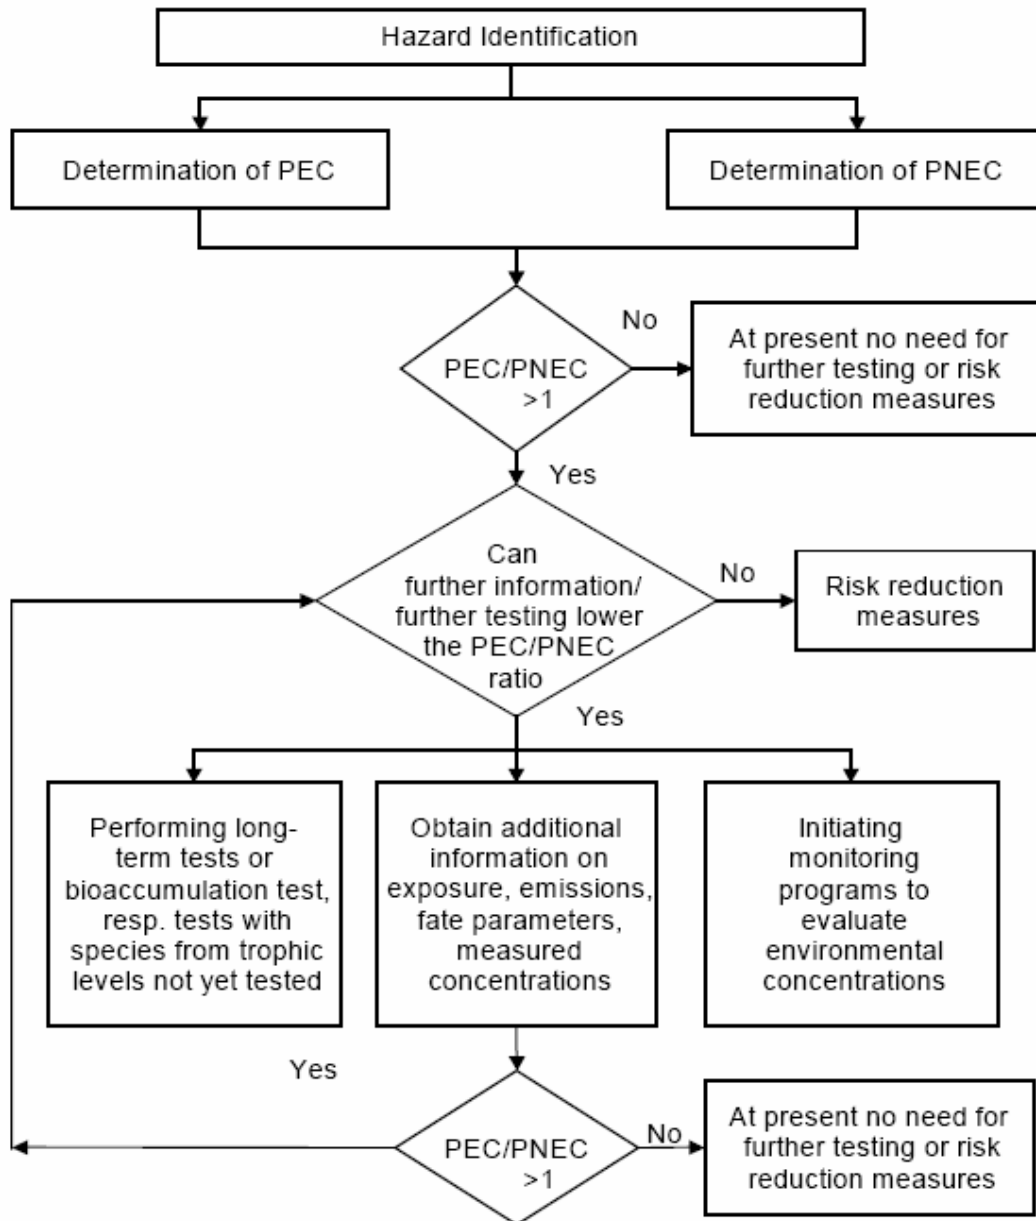 Hazard Identification
Determination of PEC
Determination of PNEC
PEC/PNEC
>1
No
At present no need for
further testing or risk
reduction measures
Yes
Can
further information/
further testing lower
the PEC/PNEC
ratio
No
Risk reduction
measures
Yes
Performing long-
term tests or
bioaccumulation test,
resp. tests with
species from trophic
levels not yet tested
Obtain additional
information on
exposure, emissions,
fate parameters,
measured
concentrations
Initiating
monitoring
programs to
evaluate
environmental
concentrations
Yes
PEC/PNEC
>1
No
At present no need for
further testing or risk
reduction measures